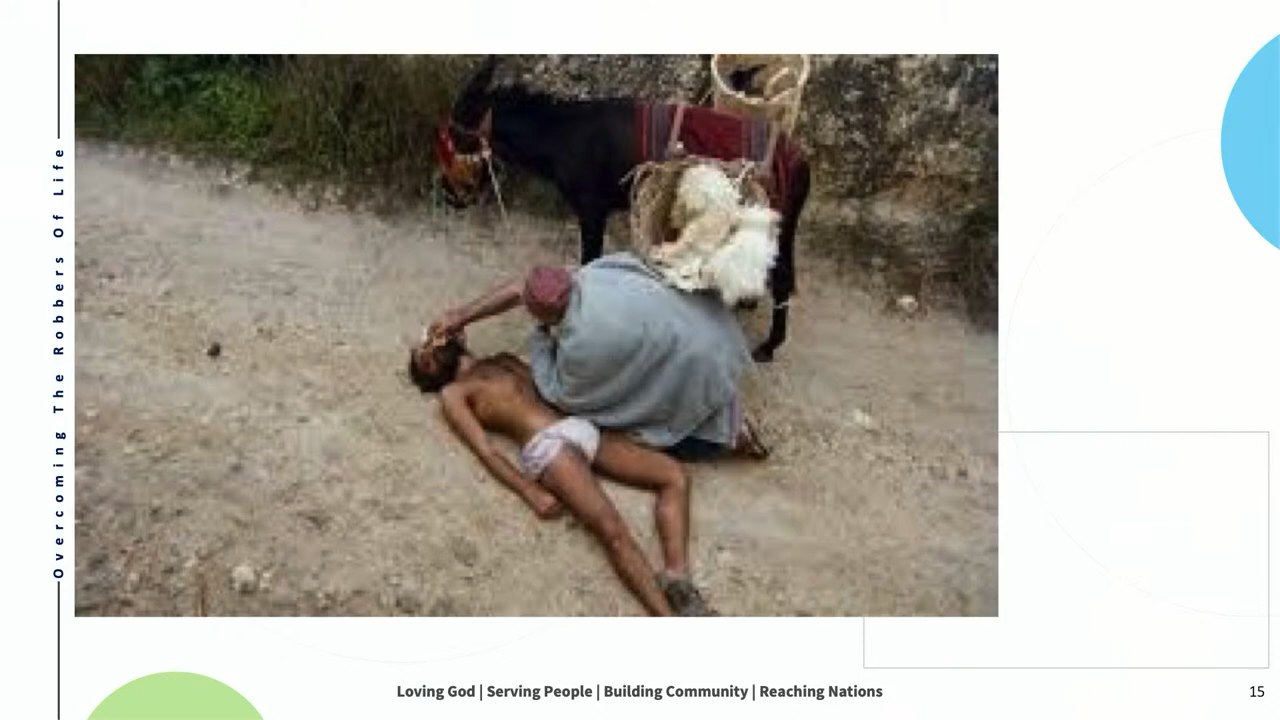 Overcoming The Robbers Of Life
Loving God | Serving People | Building Community | Reaching Nations
15